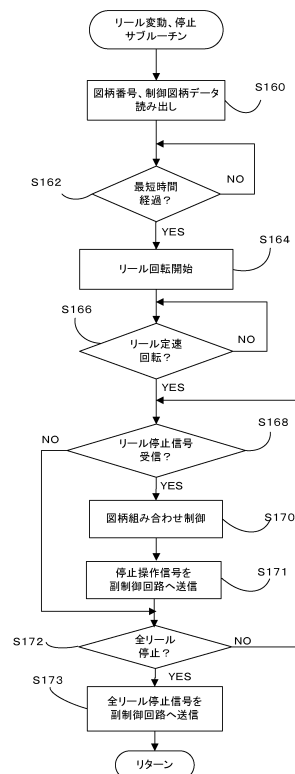 リール変動、停止
サブルーチン
図柄番号、制御図柄データ
読み出し
S160
S162
最短時間
経過？
NO
YES
S164
リール回転開始
S166
リール定速
回転？
NO
YES
S168
NO
リール停止信号
受信？
YES
図柄組み合わせ制御
S170
停止操作信号を
副制御回路へ送信
S171
S172
全リール
停止？
NO
YES
S173
全リール停止信号を
副制御回路へ送信
リターン